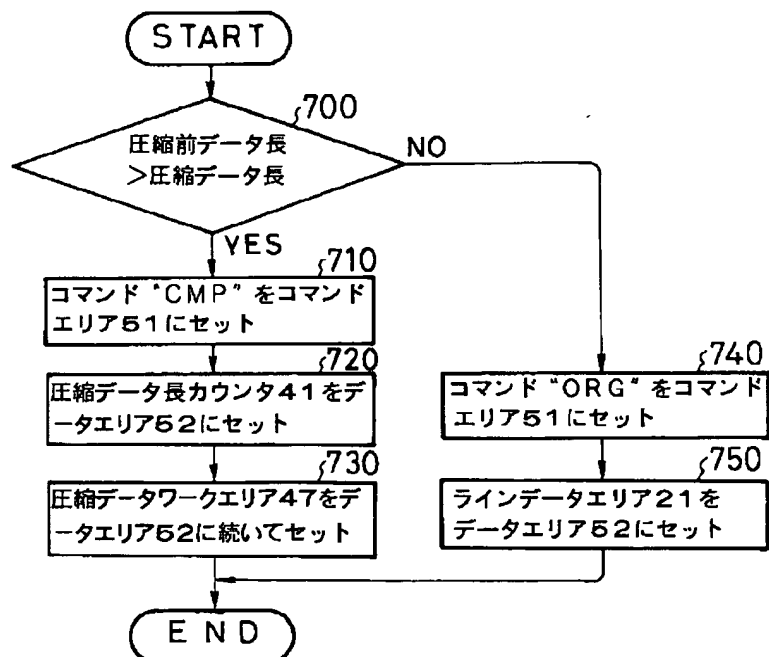 START
700
圧縮前データ長
>圧縮データ長
NO
YES
710
コマンド"CMP"をコマンド
エリア51にセット
720
圧縮データ長カウンタ41をデ
ータエリア52にセット
730
圧縮データワークエリア47をデ
ータエリア52に続いてセット
740
コマンド"ORG"をコマンド
エリア51にセット
750
ラインデータエリア21を
データエリア52にセット
END